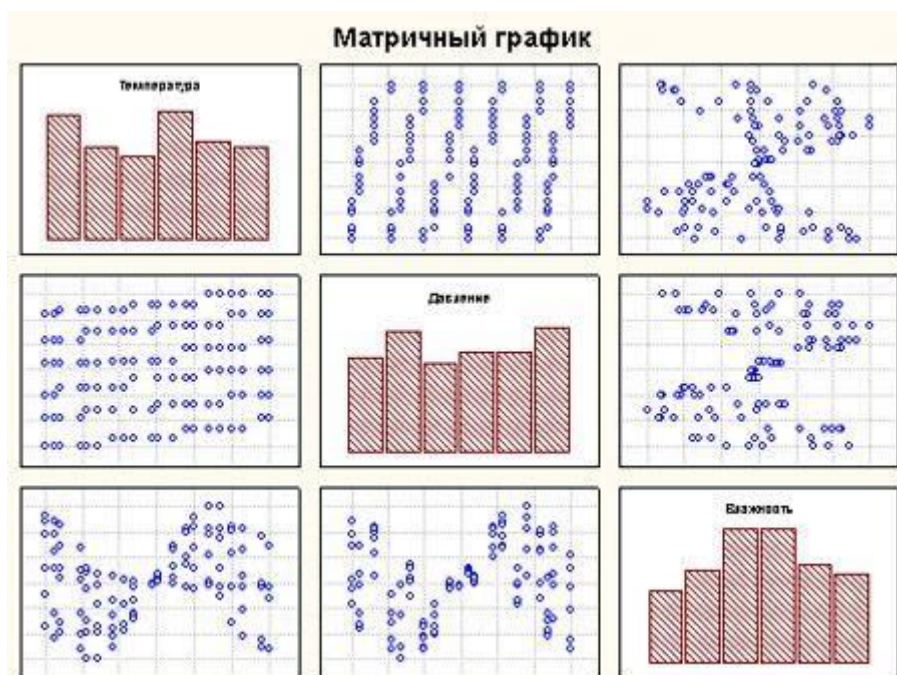 Матричный график
Температура
Давление
Влажность